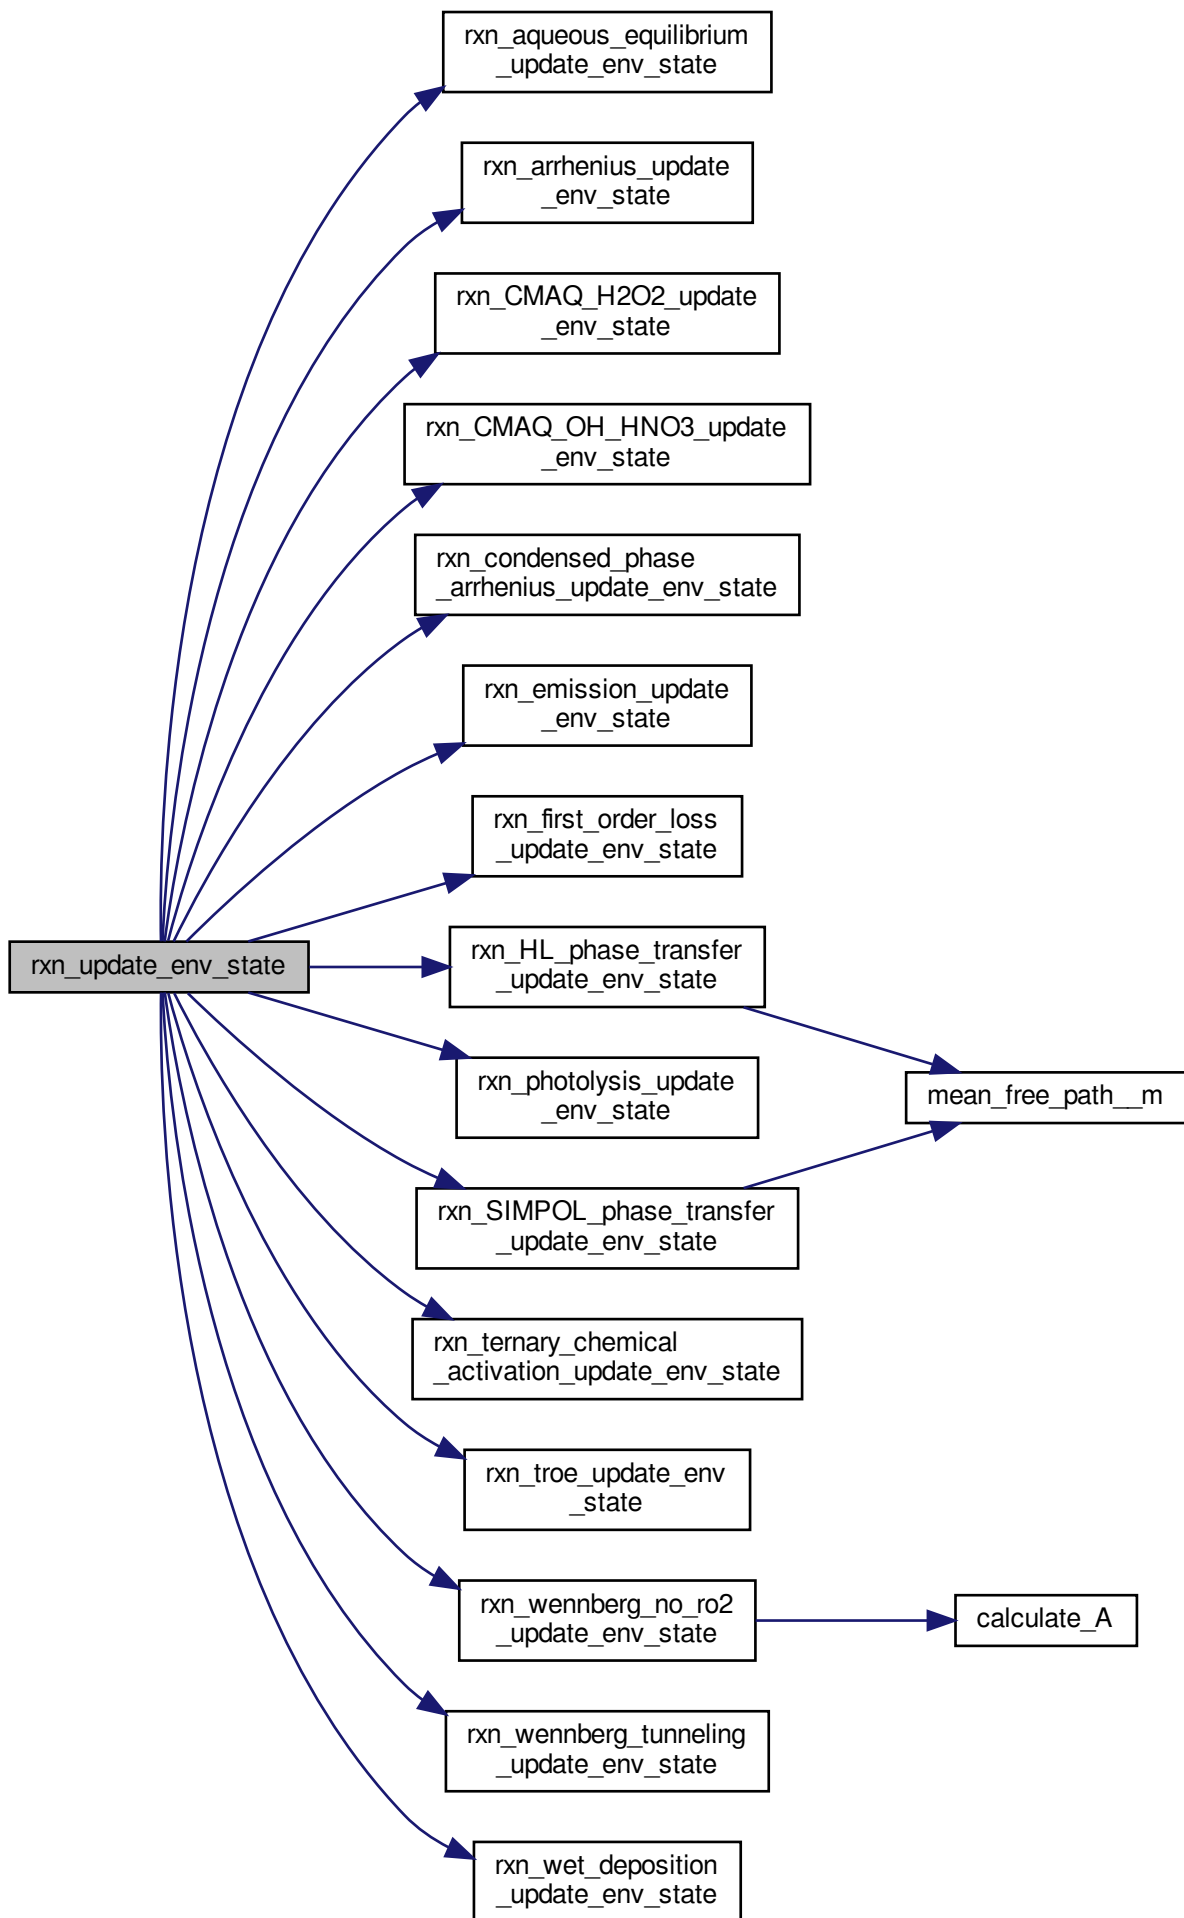 rxn_aqueous_equilibrium
_update_env_state
rxn_arrhenius_update
_env_state
rxn_CMAQ_H2O2_update
_env_state
rxn_CMAQ_OH_HNO3_update
_env_state
rxn_condensed_phase
_arrhenius_update_env_state
rxn_emission_update
_env_state
rxn_first_order_loss
_update_env_state
rxn_update_env_state
rxn_HL_phase_transfer
_update_env_state
rxn_photolysis_update
_env_state
mean_free_path__m
rxn_SIMPOL_phase_transfer
_update_env_state
rxn_ternary_chemical
_activation_update_env_state
rxn_troe_update_env
_state
rxn_wennberg_no_ro2
_update_env_state
calculate_A
rxn_wennberg_tunneling
_update_env_state
rxn_wet_deposition
_update_env_state